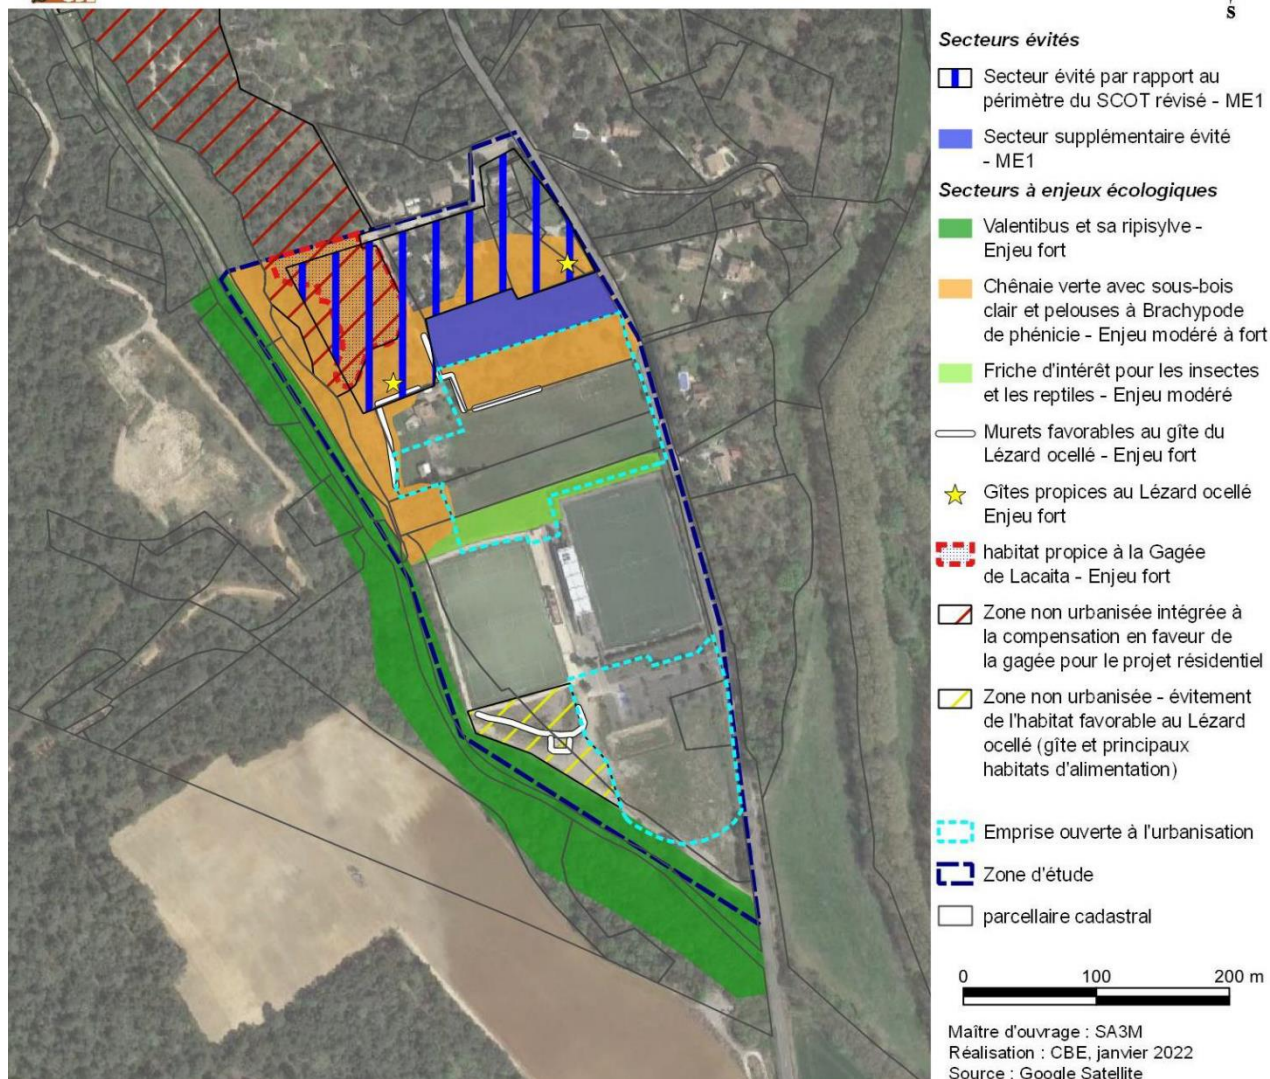 s
Secteurs évités
Secteur évité par rapport au
périmètre du SCOT révisé - ME1
Secteur supplémentaire évité
- ME1
Secteurs à enjeux écologiques
Valentibus et sa ripisylve -
Enjeu fort
Chênaie verte avec sous-bois
clair et pelouses à Brachypode
de phénicie - Enjeu modéré à fort
Friche d'intérêt pour les insectes
et les reptiles - Enjeu modéré
Murets favorables au gîte du
Lézard ocellé - Enjeu fort
Gîtes propices au Lézard ocellé
Enjeu fort
habitat propice à la Gagée
de Lacaita - Enjeu fort
Zone non urbanisée intégrée à
la compensation en faveur de
la gagée pour le projet résidentiel
Zone non urbanisée - évitement
de l'habitat favorable au Lézard
ocellé (gîte et principaux
habitats d'alimentation)
Emprise ouverte à l'urbanisation
Zone d'étude
parcellaire cadastral
0 100 200 m
Maître d'ouvrage : SA3M
Réalisation : CBE, janvier 2022
Source : Google Satellite